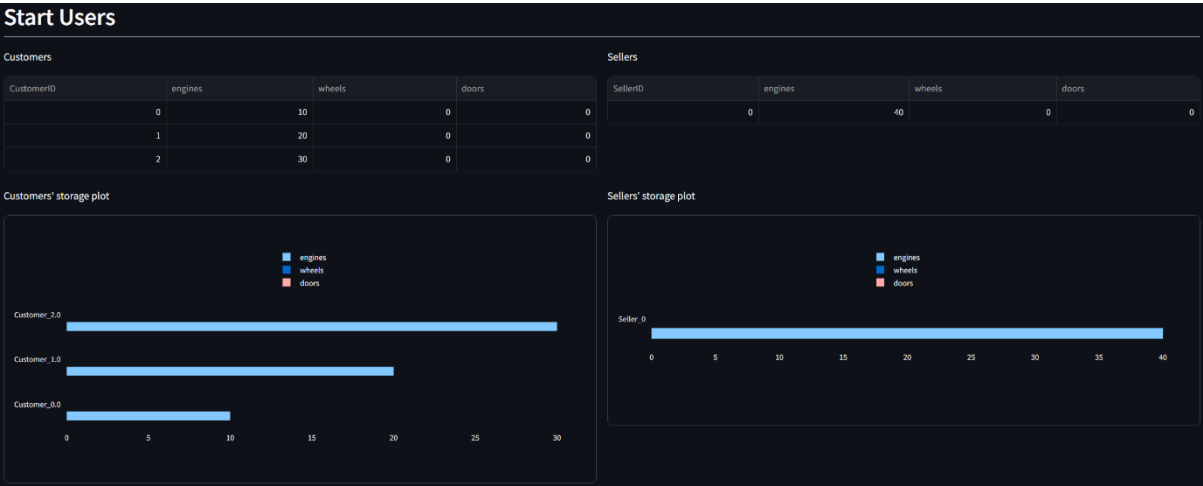 Start Users
Customers
CustomerID engines wheels doors
0 10 0 0
1 20 0 0
2 30 0 0
Customers' storage plot
engines
wheels
doors
Customer_2.0
Customer_1.0
Customer_0.0
0 5 10 15 20 25 30
Sellers
SellerID engines wheels doors
0 40 0 0
Sellers' storage plot
engines
wheels
doors
Seller_0
0 5 10 15 20 25 30 35 40